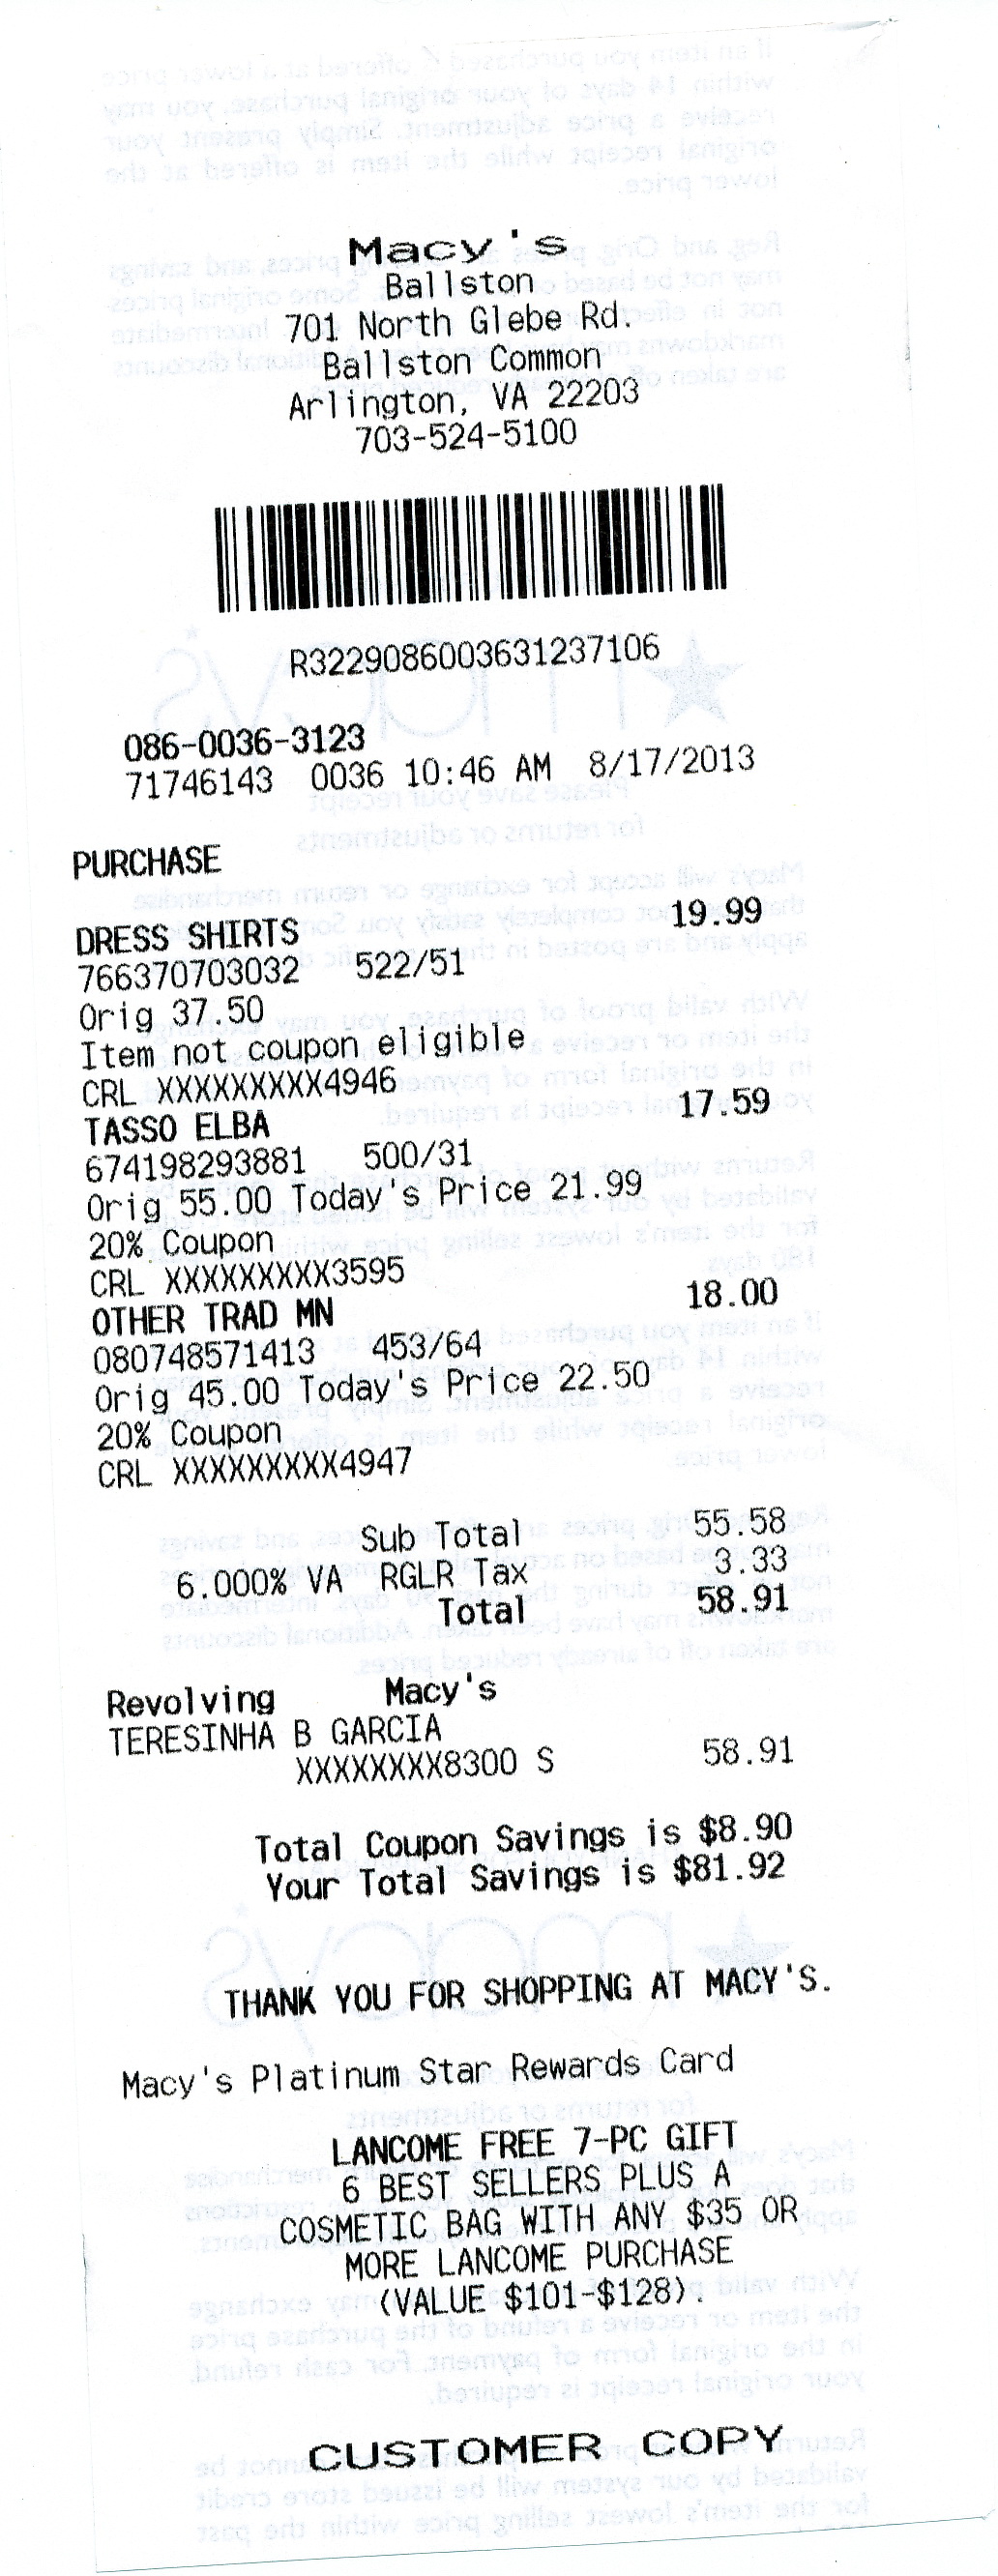 Macy's
Ballston
701 North Glebe Rd.
Ballston Common
Arlington, VA 22203
703-524-5100
R3229086003631237106
086-0036-3123
71746143 0036 10:46 AM 8/17/2013
PURCHASE
DRESS SHIRTS 19.99
766370703032 522/51
Orig 37.50
Item not coupon eligible
CRL XXXXXXXXX4946
TASSO ELBA 17.59
674198293881 500/31
Orig 55.00 Today's Price 21.99
20% Coupon
CRL XXXXXXXXX3595
OTHER TRAD MN 18.00
080748571413 453/64
Orig 45.00 Today's Price 22.50
20% Coupon
CRL XXXXXXXXX4947
Sub Total 55.58
6.000% VA RGLR Tax 3.33
Total 58.91
Revolving Macy's
TERESINHA B GARCIA
XXXXXXXX8300 S 58.91
Total Coupon Savings is $8.90
Your Total Savings is $81.92
THANK YOU FOR SHOPPING AT MACY'S.
Macy's Platinum Star Rewards Card
LANCOME FREE 7-PC GIFT
6 BEST SELLERS PLUS A
COSMETIC BAG WITH ANY $35 OR
MORE LANCOME PURCHASE
(VALUE $101-$128).
CUSTOMER COPY